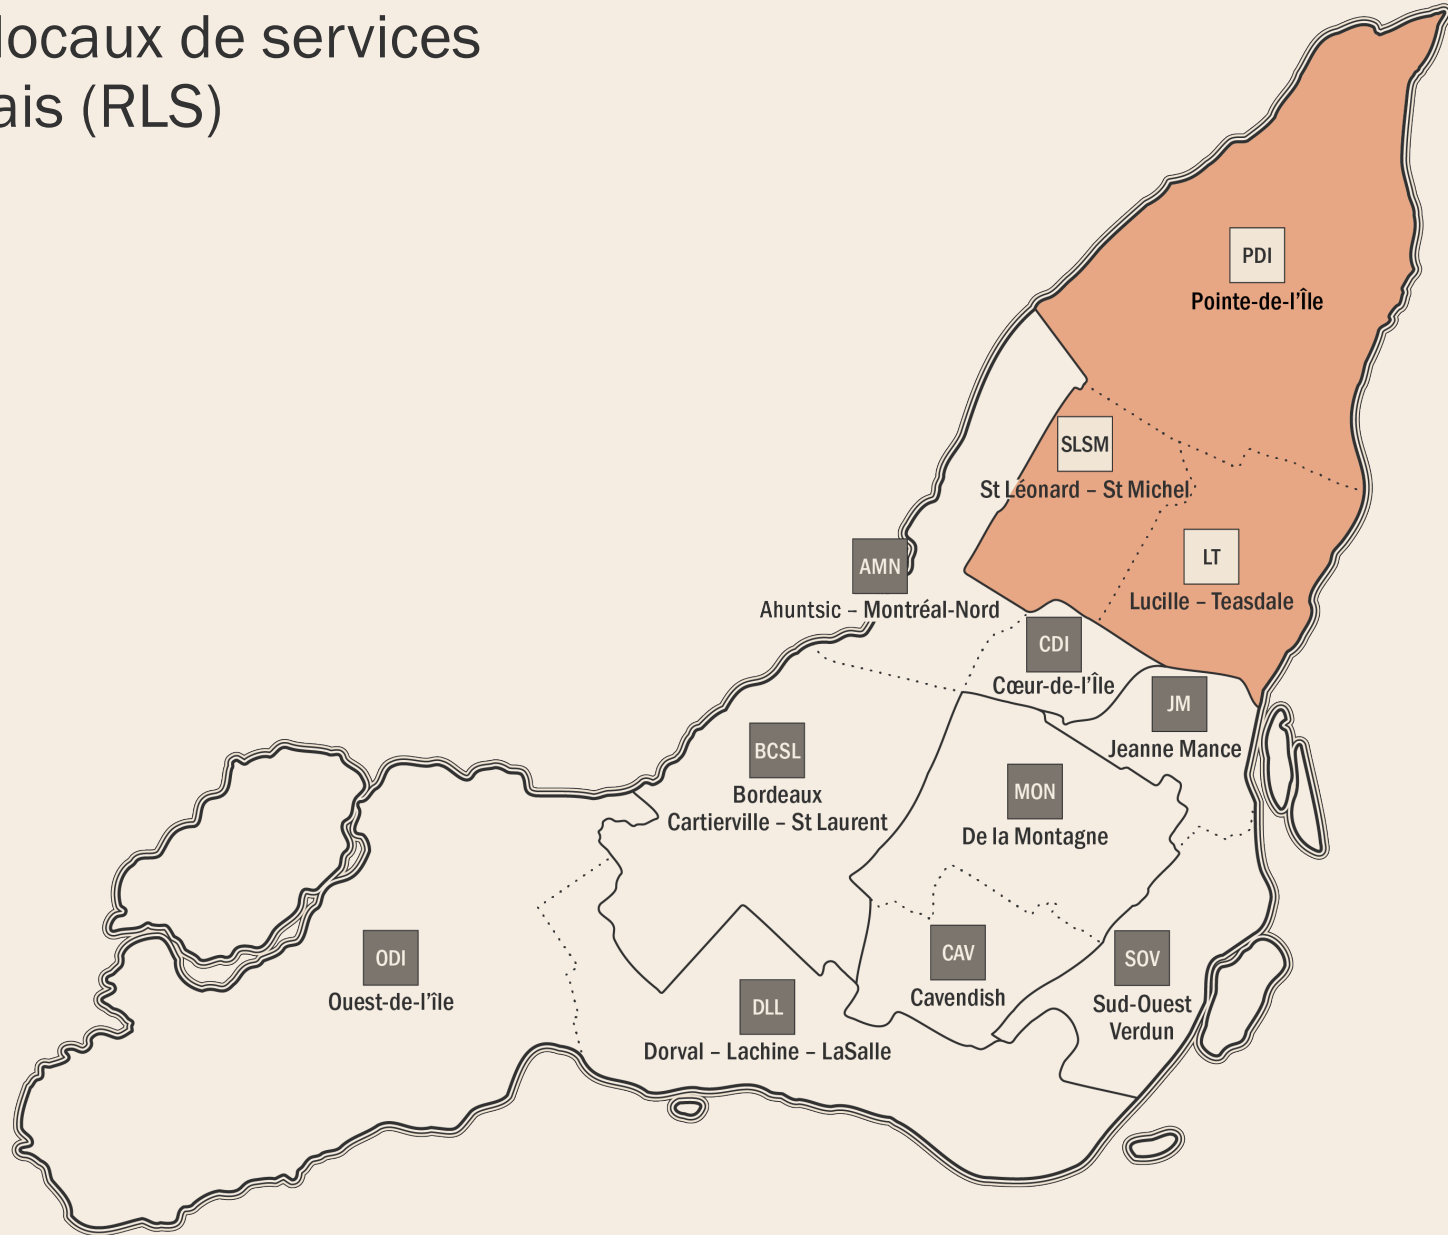 locaux de services
ais (RLS)
PDI
Pointe-de-l'Île
SLSM
St Léonard – St Michel
LT
Lucille – Teasdale
AMN
Ahuntsic – Montréal-Nord
CDI
Cœur-de-l'Île
JM
Jeanne Mance
BCSL
Bordeaux
Cartierville – St Laurent
MON
De la Montagne
ODI
Ouest-de-l'île
CAV
Cavendish
SOV
Sud-Ouest
Verdun
DLL
Dorval – Lachine – LaSalle